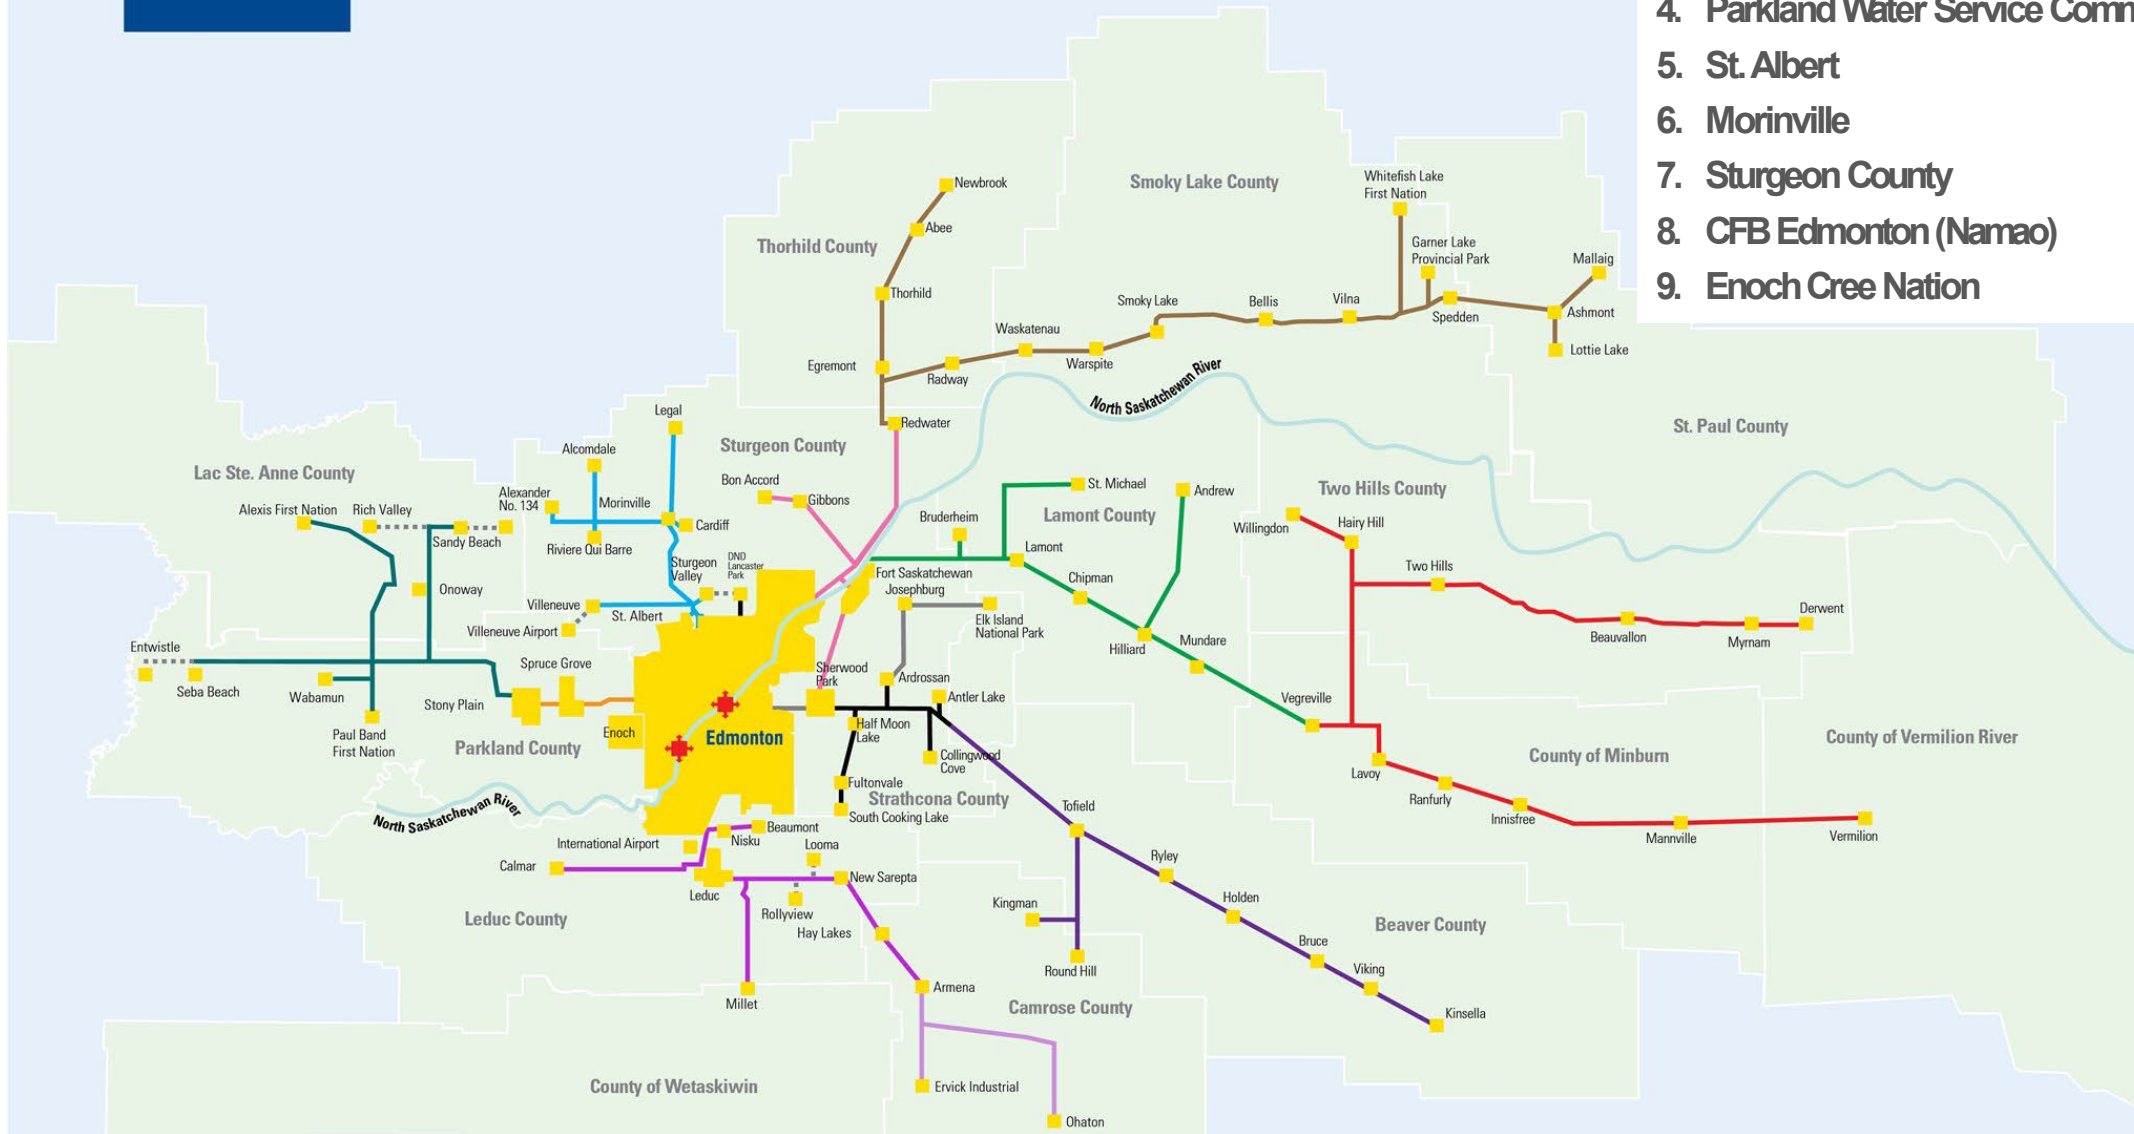 4. Parkland Water Service Comm
5. St. Albert
6. Morinville
7. Sturgeon County
8. CFB Edmonton (Namao)
9. Enoch Cree Nation
Newbrook
Smoky Lake County
Whitefish Lake
First Nation
Abee
Thorhild County
Garner Lake
Provincial Park
Mallaig
Thorhild
Smoky Lake
Bellis
Vilna
Spedden
Ashmont
Waskatenau
Warspite
Lottie Lake
Egremont
Radway
North Saskatchewan River
Redwater
Legal
Sturgeon County
St. Paul County
Alcomdale
Lac Ste. Anne County
Bon Accord
Gibbons
St. Michael
Andrew
Two Hills County
Alexander
No. 134
Morinville
Alexis First Nation
Rich Valley
Cardiff
Bruderheim
Lamont County
Willingdon
Hairy Hill
Sandy Beach
Riviere Qui Barre
Lamont
Sturgeon
Valley
DND
Lancaster
Park
Fort Saskatchewan
Chipman
Two Hills
Onoway
Josephburg
Villeneuve
St. Albert
Elk Island
National Park
Derwent
Villeneuve Airport
Beauvallon
Myrnam
Entwistle
Hilliard
Mundare
Spruce Grove
Sherwood
Park
Ardrossan
Seba Beach
Wabamun
Stony Plain
Antler Lake
Vegreville
Paul Band
First Nation
Parkland County
Enoch
Edmonton
Half Moon
Lake
Collingwood
Cove
County of Vermilion River
County of Minburn
Lavoy
Fultonvale
Strathcona County
Ranfurly
North Saskatchewan River
South Cooking Lake
Tofield
Innisfree
Mannville
Vermilion
Beaumont
International Airport
Nisku
Looma
Calmar
Ryley
New Sarepta
Leduc
Holden
Leduc County
Rollyview
Kingman
Beaver County
Hay Lakes
Bruce
Round Hill
Viking
Armena
Millet
Camrose County
Kinsella
County of Wetaskiwin
Ervick Industrial
Ohaton